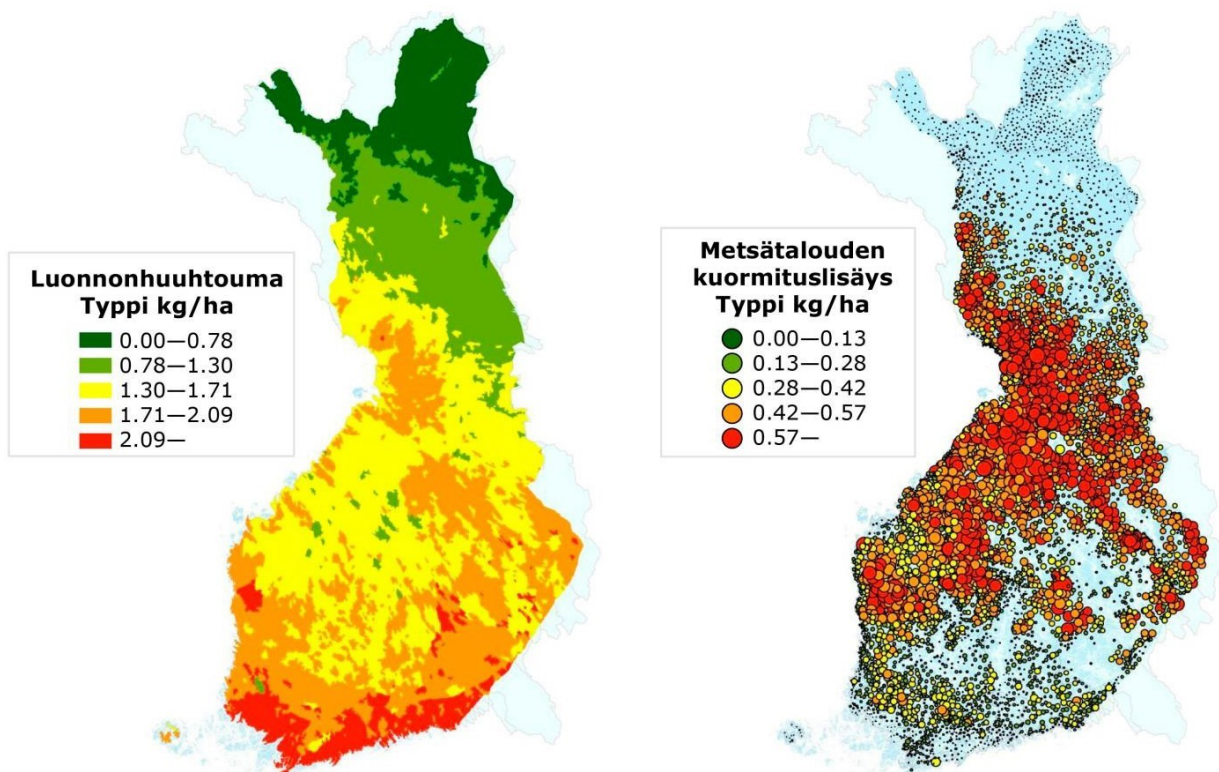 Luonnonhuuhtouma
Typpi kg/ha
0.00—0.78
0.78—1.30
1.30—1.71
1.71—2.09
2.09—
Metsätalouden
kuormituslisäys
Typpi kg/ha
0.00—0.13
0.13—0.28
0.28—0.42
0.42—0.57
0.57—